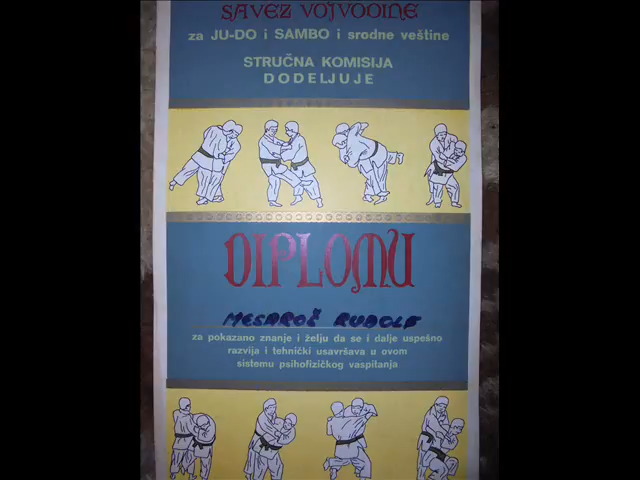 SAVEZ VOJVODINE
za JU-DO i SAMBO i srodne veštine
STRUČNA KOMISIJA
DODELJUJE
DIPLOMU
MESAROŠ RUDOLF
za pokazano znanje i želju da se i dalje uspešno
razvija i tehnički usavršava u ovom
sistemu psihofizičkog vaspitanja